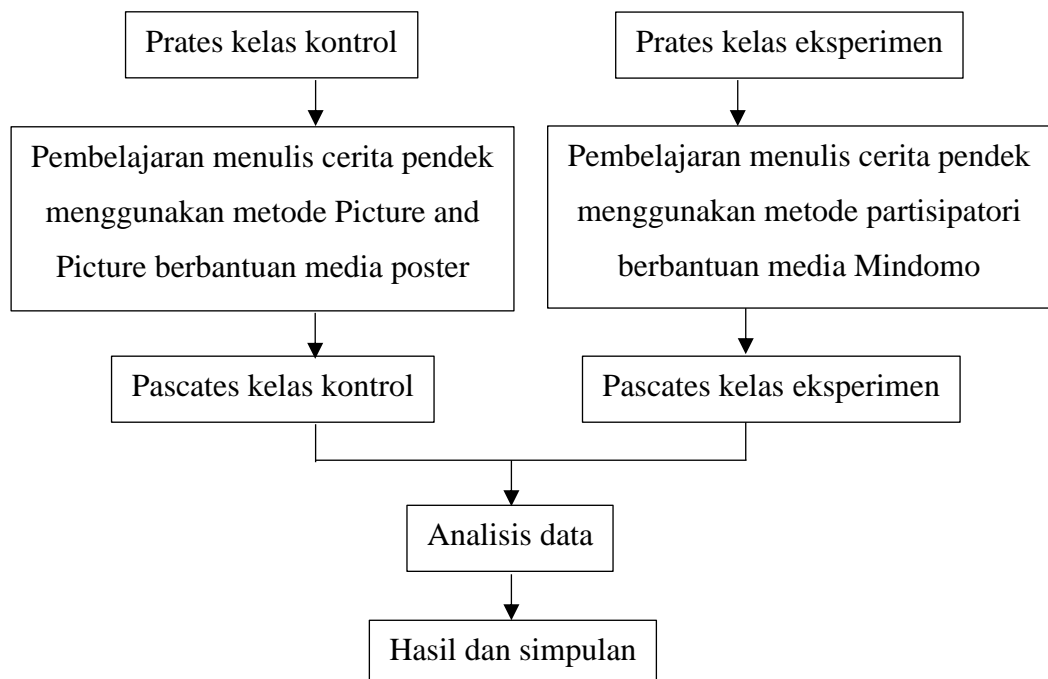 Prates kelas kontrol
Prates kelas eksperimen
Pembelajaran menulis cerita pendek
menggunakan metode Picture and
Picture berbantuan media poster
Pembelajaran menulis cerita pendek
menggunakan metode partisipatori
berbantuan media Mindomo
Pascates kelas kontrol
Pascates kelas eksperimen
Analisis data
Hasil dan simpulan